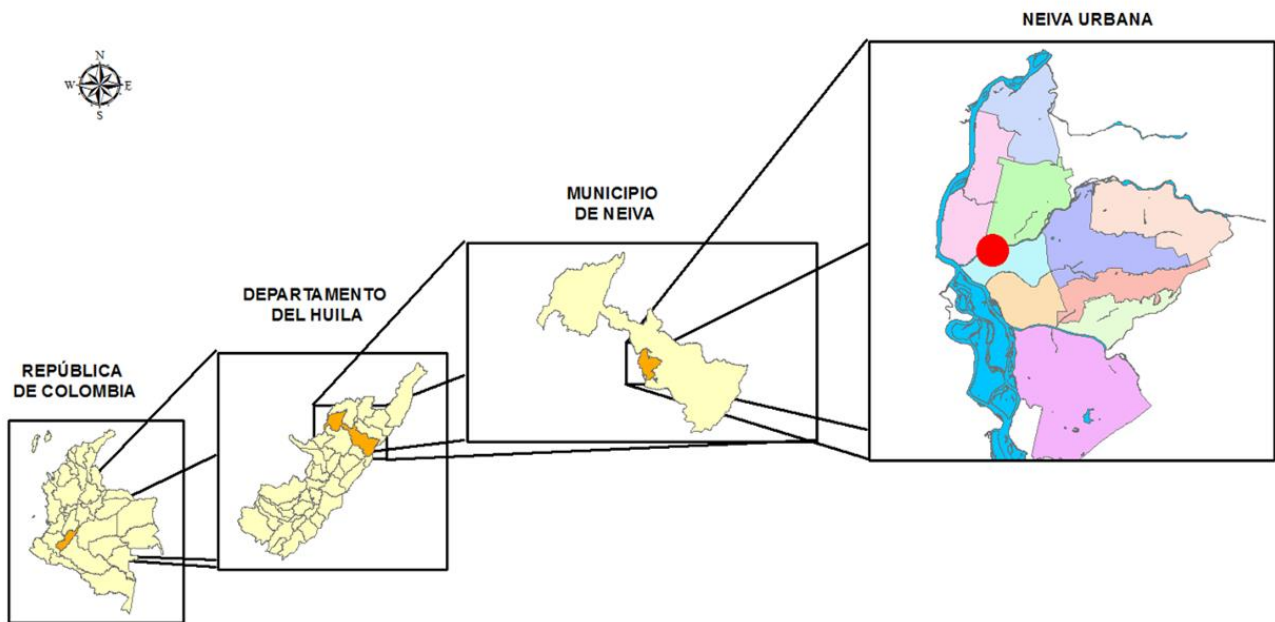 NEIVA URBANA
N
W E
S
MUNICIPIO
DE NEIVA
DEPARTAMENTO
DEL HUILA
REPÚBLICA
DE COLOMBIA